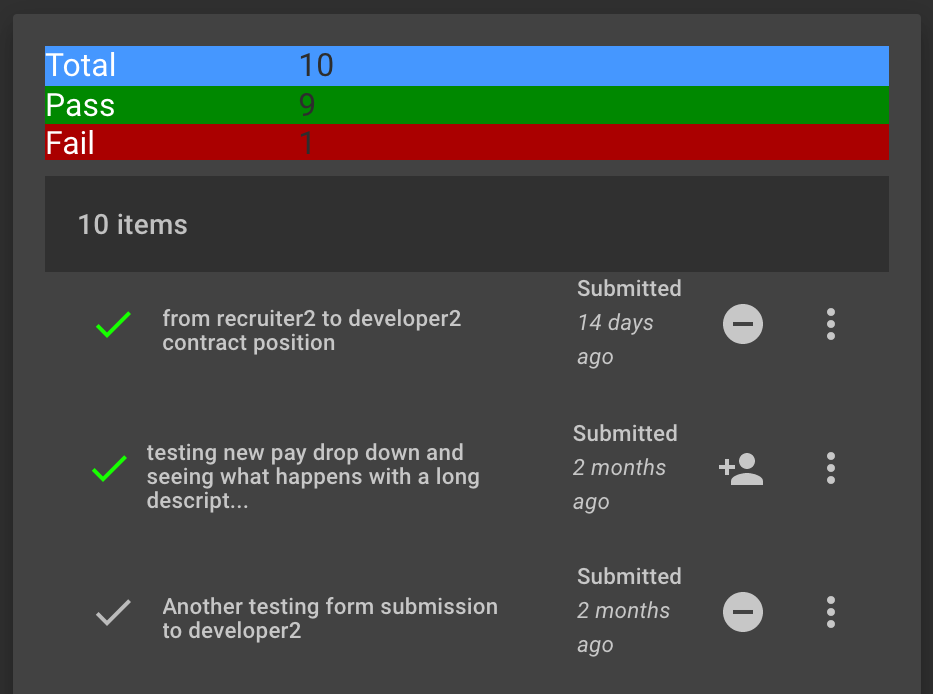 Total 10
Pass 9
Fail 1
10 items
from recruiter2 to developer2
contract position
Submitted
14 days
ago
testing new pay drop down and
seeing what happens with a long
descript...
Submitted
2 months
ago
Another testing form submission
to developer2
Submitted
2 months
ago